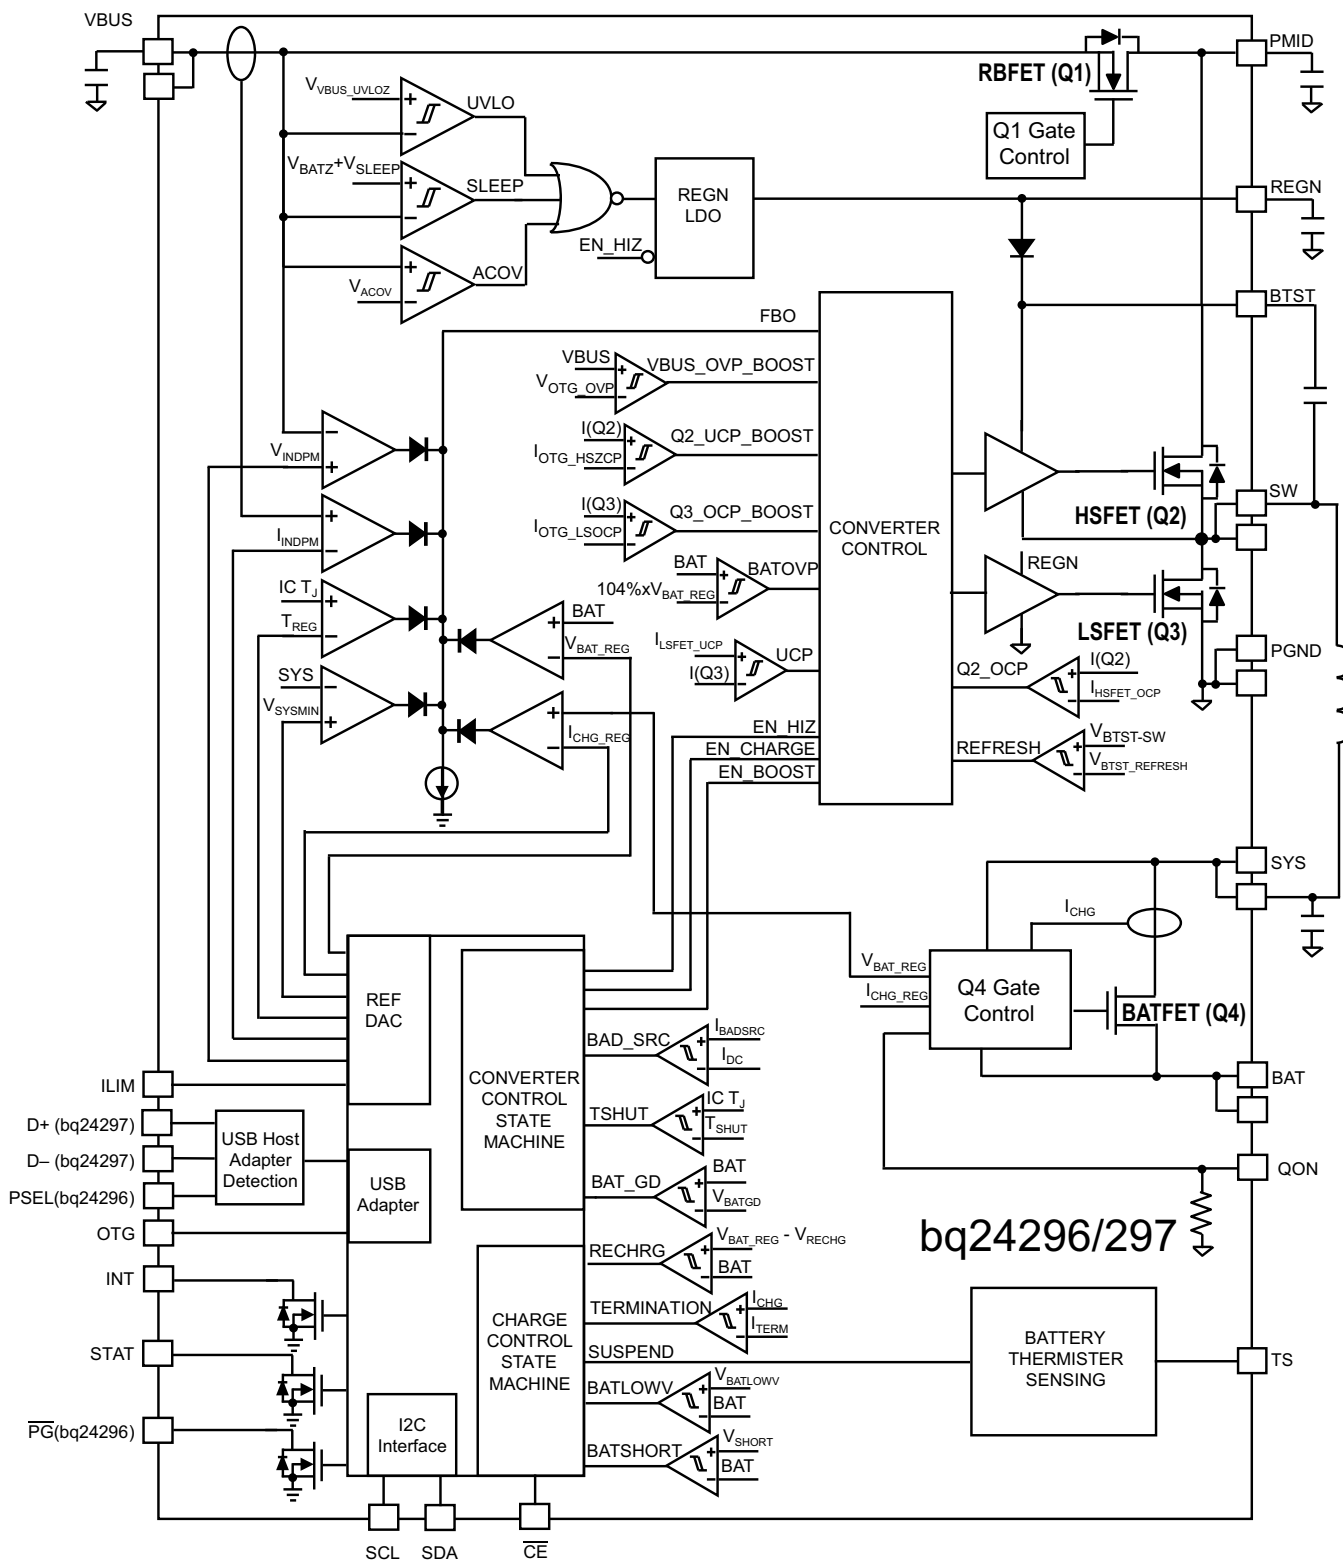 VBUS
PMID
RBFET (Q1)
V_VBUS_UVLOZ
UVLO
Q1 Gate
Control
V_BATZ+V_SLEEP
SLEEP
REGN
LDO
REGN
EN_HIZ
V_ACOV
ACOV
BTST
FBO
VBUS
V_OTG_OVP
VBUS_OVP_BOOST
I(Q2)
I_OTG_HSZCP
Q2_UCP_BOOST
V_INDPM
I(Q3)
I_OTG_LSOCP
Q3_OCP_BOOST
I_INDPM
CONVERTER
CONTROL
HSFET (Q2)
SW
BAT
104%xV_BAT_REG
BATOVP
REGN
IC T_J
T_REG
BAT
V_BAT_REG
LSFET (Q3)
I_LSFET_UCP
I(Q3)
UCP
PGND
Q2_OCP
I(Q2)
I_HSFET_OCP
SYS
V_SYSMIN
I_CHG_REG
EN_HIZ
EN_CHARGE
EN_BOOST
REFRESH
V_BTST-SW
V_BTST_REFRESH
SYS
I_CHG
V_BAT_REG
I_CHG_REG
Q4 Gate
Control
BATFET (Q4)
REF
DAC
BAD_SRC
I_BADSRC
I_DC
BAT
ILIM
CONVERTER
CONTROL
STATE
MACHINE
TSHUT
IC T_J
T_SHUT
D+ (bq24297)
D– (bq24297)
PSEL(bq24296)
USB Host
Adapter
Detection
USB
Adapter
BAT_GD
BAT
V_BATGD
QON
OTG
bq24296/297
RECHRG
V_BAT_REG - V_RECHG
BAT
INT
TERMINATION
I_CHG
I_TERM
CHARGE
CONTROL
STATE
MACHINE
SUSPEND
BATTERY
THERMISTER
SENSING
TS
STAT
BATLOWV
V_BATLOWV
BAT
PG(bq24296)
I2C
Interface
BATSHORT
V_SHORT
BAT
SCL
SDA
CE